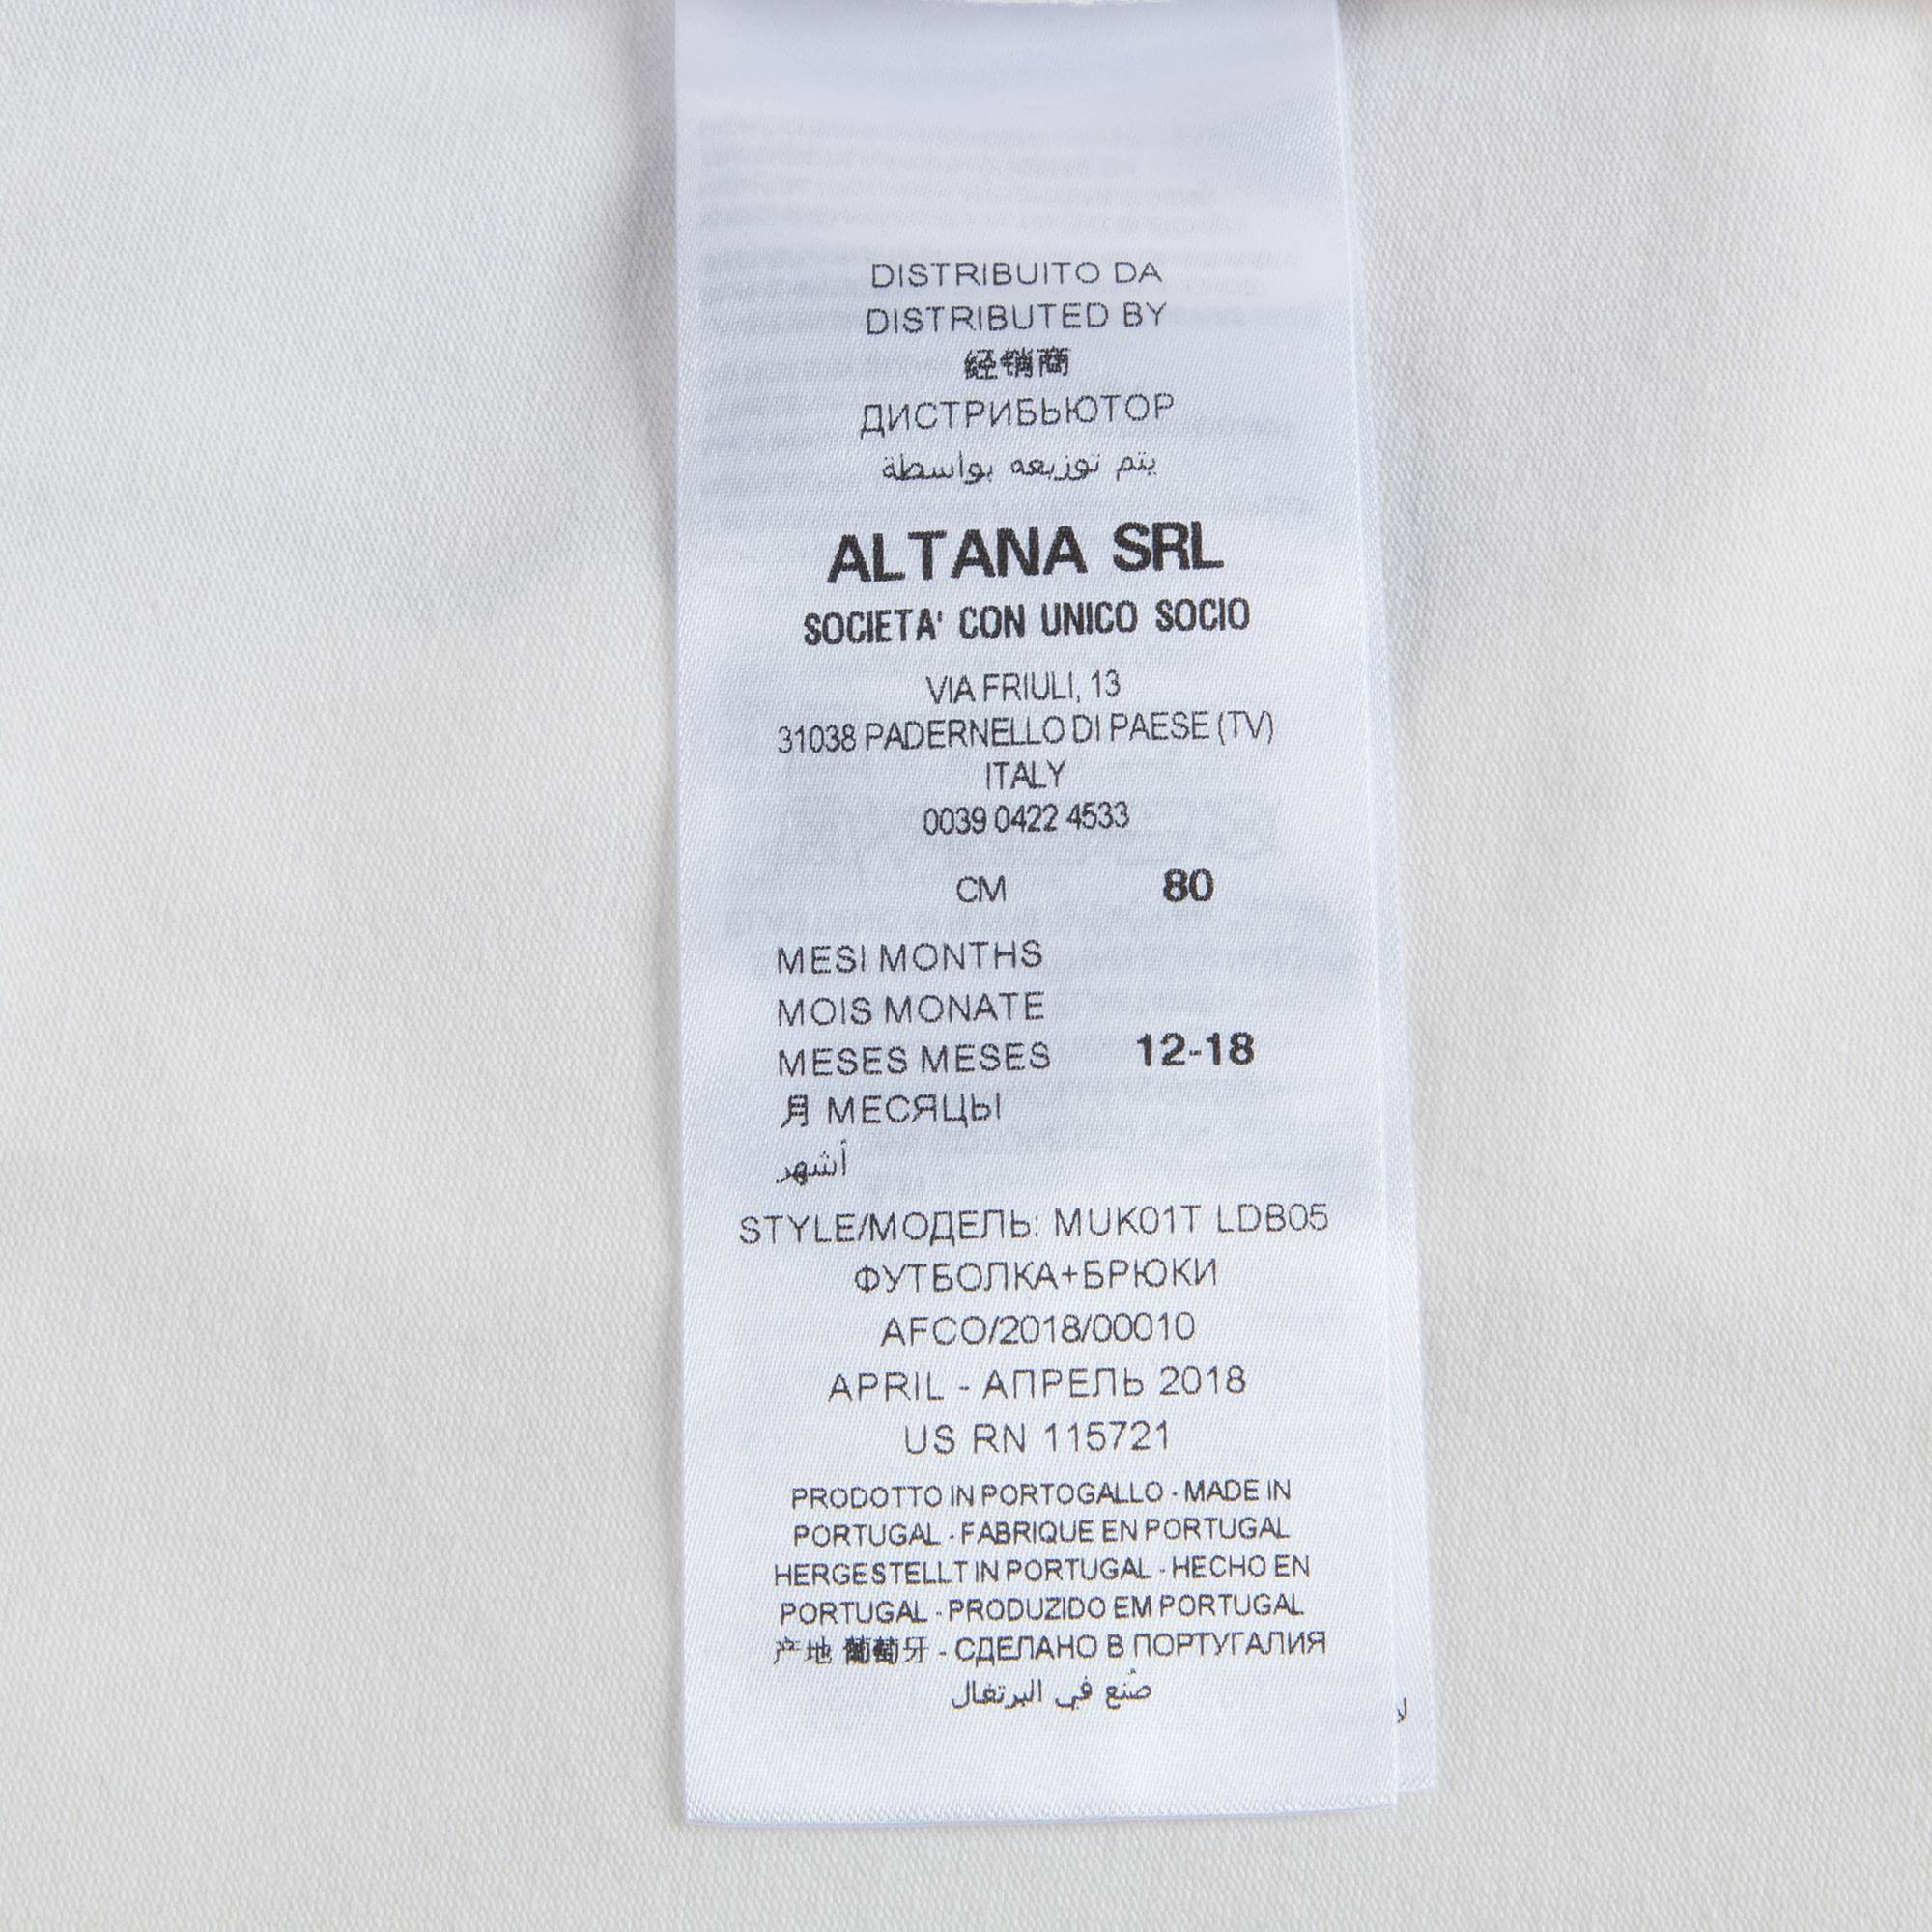 DISTRIBUITO DA
DISTRIBUTED BY
经销商
ДИСТРИБЬЮТОР
يتم توزيعه بواسطة
ALTANA SRL
SOCIETA' CON UNICO SOCIO
VIA FRIULI, 13
31038 PADERNELLO DI PAESE (TV)
ITALY
0039 0422 4533
CM 80
MESI MONTHS
MOIS MONATE
MESES MESES 12-18
月 МЕСЯЦЫ
أشهر
STYLE/МОДЕЛЬ: MUK01T LDB05
ФУТБОЛКА+БРЮКИ
AFCO/2018/00010
APRIL - АПРЕЛЬ 2018
US RN 115721
PRODOTTO IN PORTOGALLO - MADE IN
PORTUGAL - FABRIQUE EN PORTUGAL
HERGESTELLT IN PORTUGAL - HECHO EN
PORTUGAL - PRODUZIDO EM PORTUGAL
产地 葡萄牙 - СДЕЛАНО В ПОРТУГАЛИЯ
صُنع في البرتغال